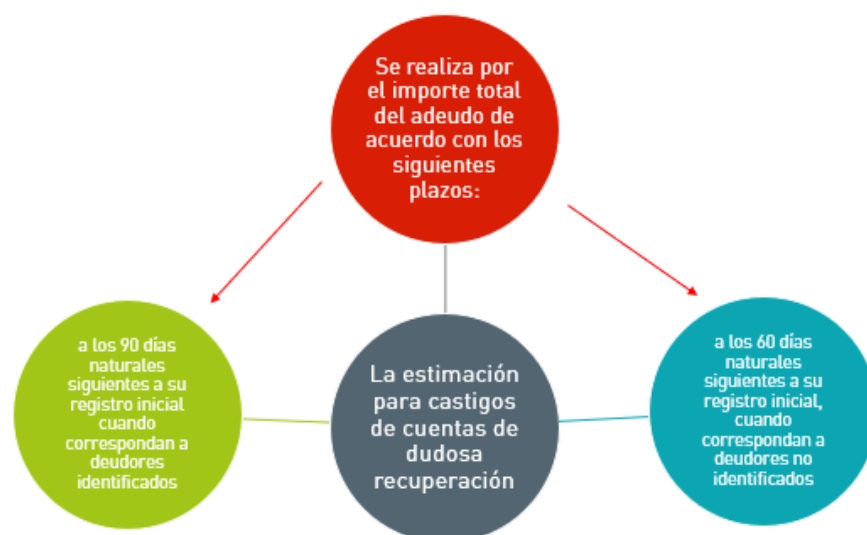 Se realiza por
el importe total
del adeudo de
acuerdo con los
siguientes
plazos:
a los 90 días
naturales
siguientes a su
registro inicial
cuando
correspondan a
deudores
identificados
La estimación
para castigos
de cuentas de
dudosa
recuperación
a los 60 días
naturales
siguientes a su
registro inicial,
cuando
correspondan a
deudores no
identificados